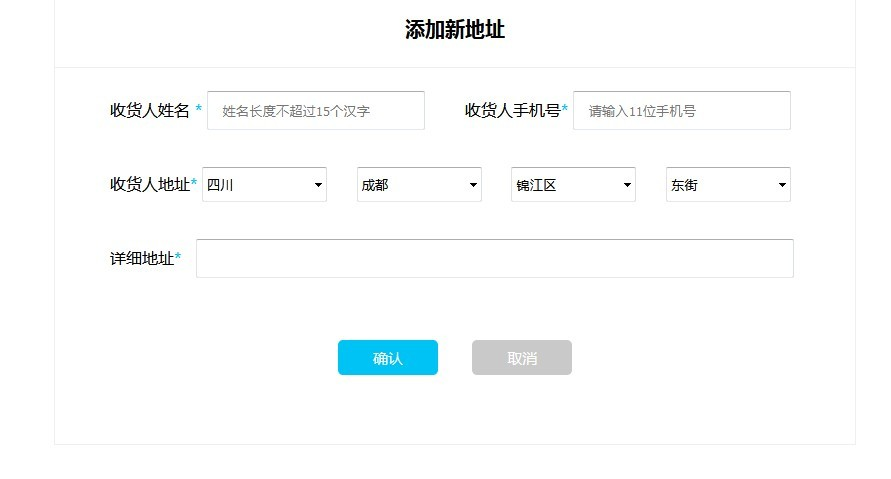 添加新地址
收货人姓名 * 姓名长度不超过15个汉字 收货人手机号* 请输入11位手机号
收货人地址* 四川 成都 锦江区 东街
详细地址*
确认 取消